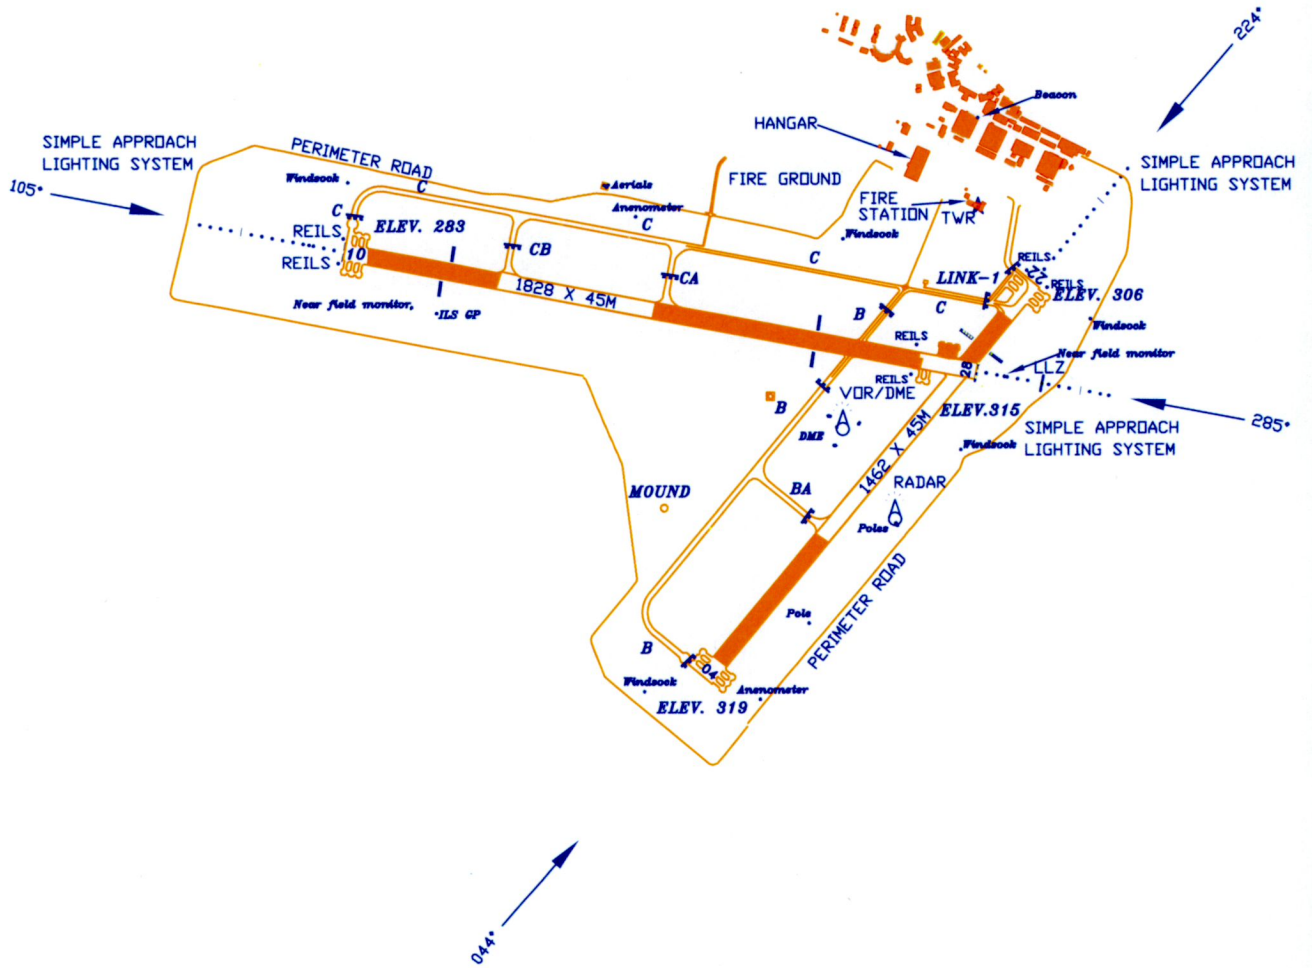 224°
Beacon
HANGAR
SIMPLE APPROACH
LIGHTING SYSTEM
SIMPLE APPROACH
LIGHTING SYSTEM
PERIMETER ROAD
105°
Windsock
C
Aerials
FIRE GROUND
FIRE
STATION
TWR
C
Anenometer
C
ELEV. 283
REILS
REILS
10
CB
CA
C
Windsock
REILS
22
REILS
LINK-1
ELEV. 306
C
1828 X 45M
Near field monitor,
ILS GP
B
REILS
Windsock
Near field monitor
LLZ
28
REILS
VOR/DME
B
ELEV.315
285°
SIMPLE APPROACH
LIGHTING SYSTEM
DME
1462 X 45M
Windsock
BA
RADAR
MOUND
Poles
PERIMETER ROAD
Pole
B
04
Windsock
Anenometer
ELEV. 319
044°